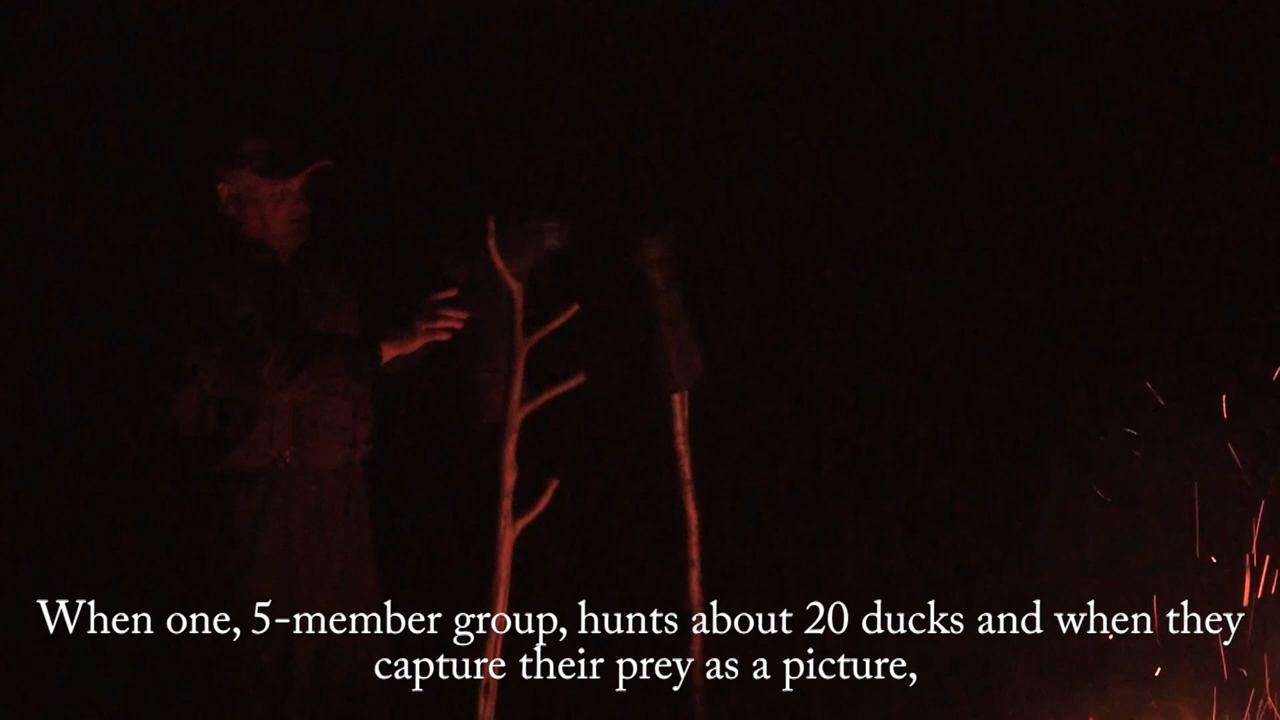 When one, 5-member group, hunts about 20 ducks and when they
capture their prey as a picture,